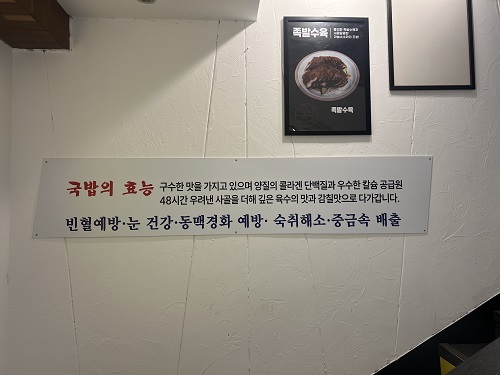 족발수육
족발수육
국밥의 효능
구수한 맛을 가지고 있으며 양질의 콜라겐 단백질과 우수한 칼슘 공급원
48시간 우려낸 사골을 더해 깊은 육수의 맛과 감칠맛으로 다가갑니다.
빈혈예방·눈 건강·동맥경화 예방· 숙취해소·중금속 배출